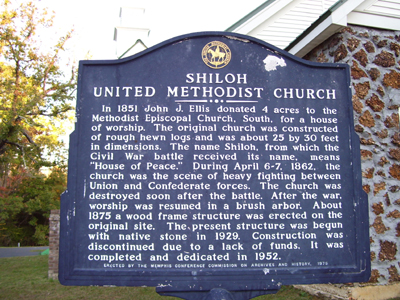 SHILOH
UNITED METHODIST CHURCH
In 1851 John J. Ellis donated 4 acres to the
Methodist Episcopal Church, South, for a house
of worship. The original church was constructed
of rough hewn logs and was about 25 by 30 feet
in dimensions. The name Shiloh, from which the
Civil War battle received its name, means
"House of Peace." During April 6-7, 1862, the
church was the scene of heavy fighting between
Union and Confederate forces. The church was
destroyed soon after the battle. After the war,
worship was resumed in a brush arbor. About
1875 a wood frame structure was erected on the
original site. The present structure was begun
with native stone in 1929. Construction was
discontinued due to a lack of funds. It was
completed and dedicated in 1952.
ERECTED BY THE MEMPHIS CONFERENCE COMMISSION ON ARCHIVES AND HISTORY,